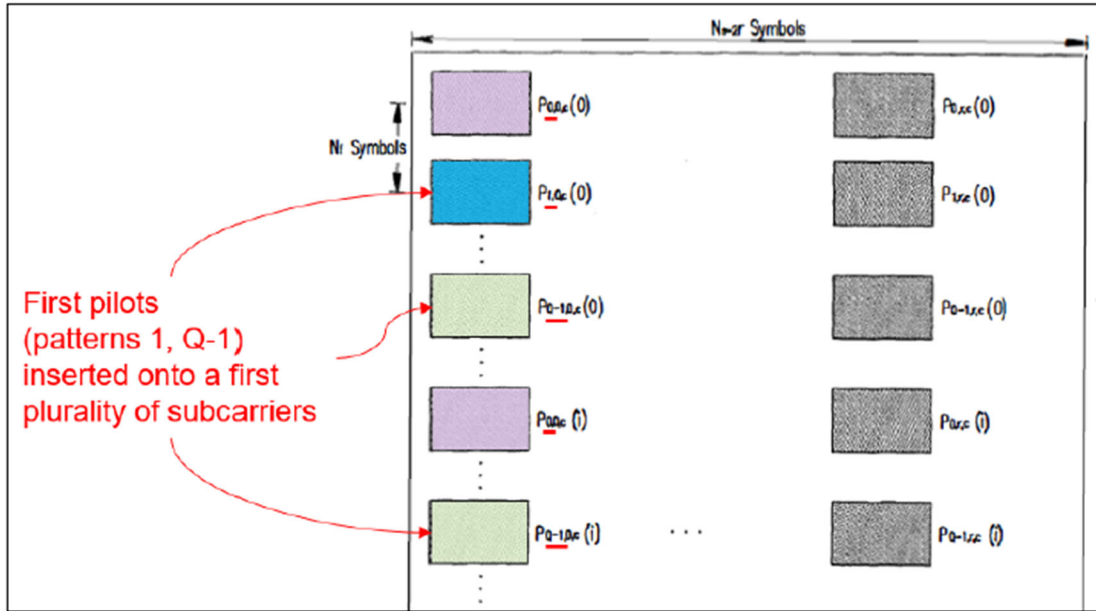 Nn-2r Symbols
P0,0,c(0)
P0,r,c(0)
Nf Symbols
P1,0,c(0)
P1,r,c(0)
First pilots
(patterns 1, Q-1)
inserted onto a first
plurality of subcarriers
PQ-1,0,c(0)
PQ-1,r,c(0)
P0,0,c (i)
P0,r,c (i)
PQ-1,0,c(i)
. . .
PQ-1,r,c (i)